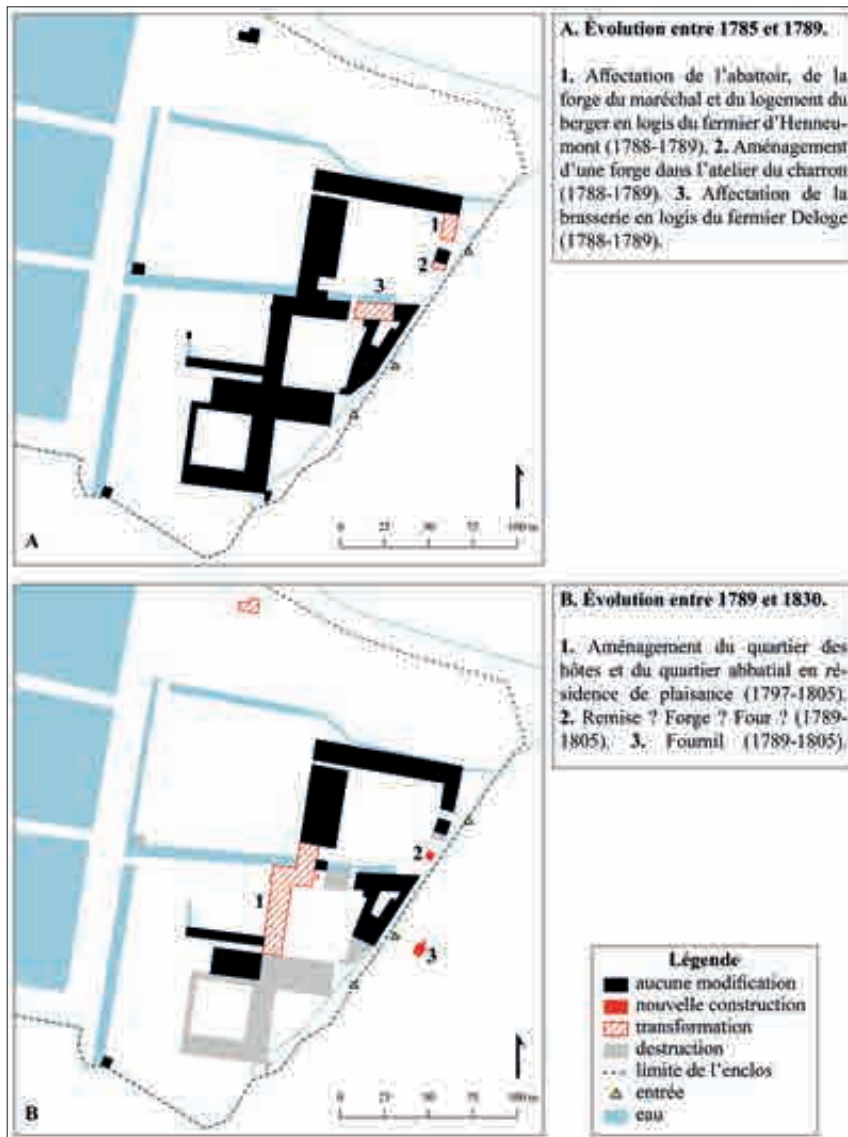 A. Évolution entre 1785 et 1789.
1. Affectation de l'abattoir, de la
forge du maréchal et du logement du
berger en logis du fermier d'Henneu-
mont (1788-1789). 2. Aménagement
d'une forge dans l'atelier du charron
(1788-1789). 3. Affectation de la
brasserie en logis du fermier Deloge
(1788-1789).
1
2
3
A
0 25 50 75 100 m
B. Évolution entre 1789 et 1830.
1. Aménagement du quartier des
hôtes et du quartier abbatial en ré-
sidence de plaisance (1797-1805).
2. Remise ? Forge ? Four ? (1789-
1805). 3. Fournil (1789-1805).
2
1
3
B
0 25 50 75 100 m
Légende
aucune modification
nouvelle construction
transformation
destruction
limite de l'enclos
entrée
eau